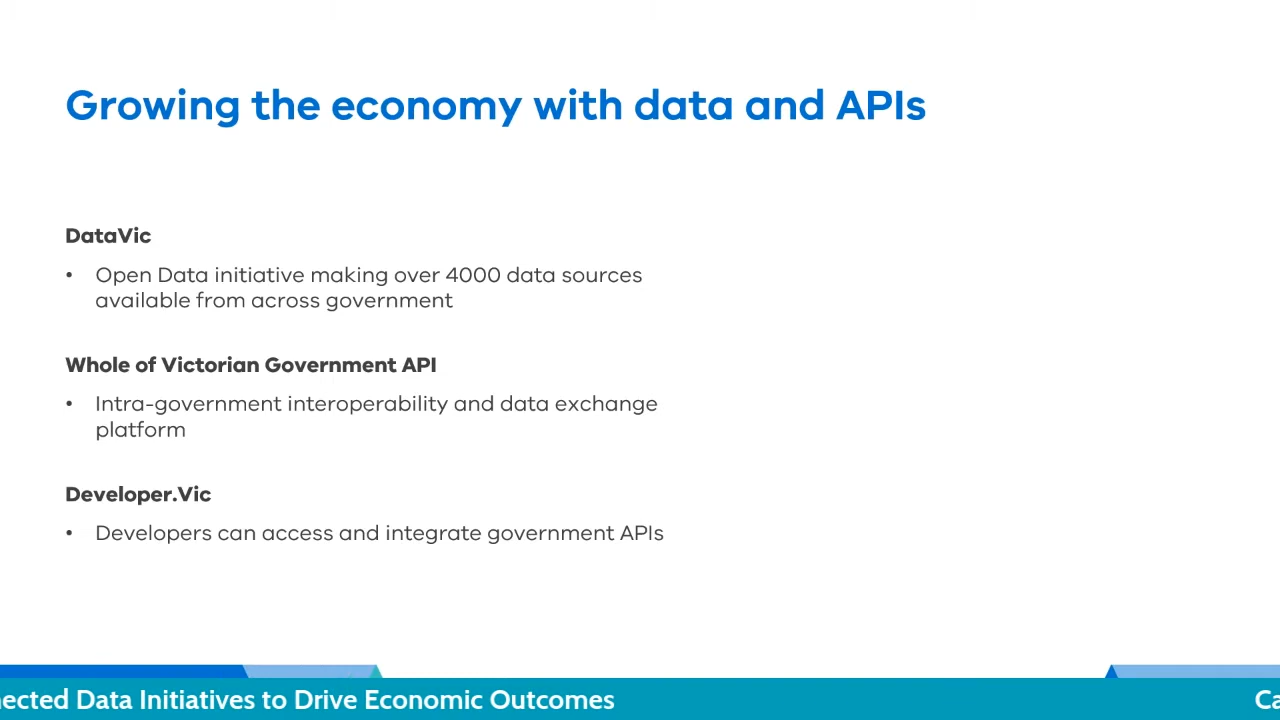 Growing the economy with data and APIs
DataVic
• Open Data initiative making over 4000 data sources
available from across government
Whole of Victorian Government API
• Intra-government interoperability and data exchange
platform
Developer.Vic
• Developers can access and integrate government APIs
Data Initiatives to Drive Economic Outcomes